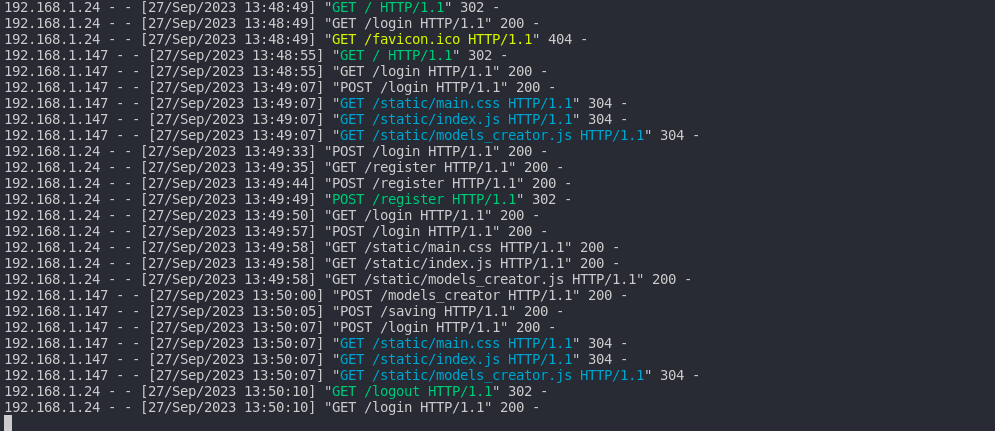 192.168.1.24 - - [27/Sep/2023 13:48:49] "GET / HTTP/1.1" 302 -
192.168.1.24 - - [27/Sep/2023 13:48:49] "GET /login HTTP/1.1" 200 -
192.168.1.24 - - [27/Sep/2023 13:48:49] "GET /favicon.ico HTTP/1.1" 404 -
192.168.1.147 - - [27/Sep/2023 13:48:55] "GET / HTTP/1.1" 302 -
192.168.1.147 - - [27/Sep/2023 13:48:55] "GET /login HTTP/1.1" 200 -
192.168.1.147 - - [27/Sep/2023 13:49:07] "POST /login HTTP/1.1" 200 -
192.168.1.147 - - [27/Sep/2023 13:49:07] "GET /static/main.css HTTP/1.1" 304 -
192.168.1.147 - - [27/Sep/2023 13:49:07] "GET /static/index.js HTTP/1.1" 304 -
192.168.1.147 - - [27/Sep/2023 13:49:07] "GET /static/models_creator.js HTTP/1.1" 304 -
192.168.1.24 - - [27/Sep/2023 13:49:33] "POST /login HTTP/1.1" 200 -
192.168.1.24 - - [27/Sep/2023 13:49:35] "GET /register HTTP/1.1" 200 -
192.168.1.24 - - [27/Sep/2023 13:49:44] "POST /register HTTP/1.1" 200 -
192.168.1.24 - - [27/Sep/2023 13:49:49] "POST /register HTTP/1.1" 302 -
192.168.1.24 - - [27/Sep/2023 13:49:50] "GET /login HTTP/1.1" 200 -
192.168.1.24 - - [27/Sep/2023 13:49:57] "POST /login HTTP/1.1" 200 -
192.168.1.24 - - [27/Sep/2023 13:49:58] "GET /static/main.css HTTP/1.1" 200 -
192.168.1.24 - - [27/Sep/2023 13:49:58] "GET /static/index.js HTTP/1.1" 200 -
192.168.1.24 - - [27/Sep/2023 13:49:58] "GET /static/models_creator.js HTTP/1.1" 200 -
192.168.1.147 - - [27/Sep/2023 13:50:00] "POST /models_creator HTTP/1.1" 200 -
192.168.1.147 - - [27/Sep/2023 13:50:05] "POST /saving HTTP/1.1" 200 -
192.168.1.147 - - [27/Sep/2023 13:50:07] "POST /login HTTP/1.1" 200 -
192.168.1.147 - - [27/Sep/2023 13:50:07] "GET /static/main.css HTTP/1.1" 304 -
192.168.1.147 - - [27/Sep/2023 13:50:07] "GET /static/index.js HTTP/1.1" 304 -
192.168.1.147 - - [27/Sep/2023 13:50:07] "GET /static/models_creator.js HTTP/1.1" 304 -
192.168.1.24 - - [27/Sep/2023 13:50:10] "GET /logout HTTP/1.1" 302 -
192.168.1.24 - - [27/Sep/2023 13:50:10] "GET /login HTTP/1.1" 200 -